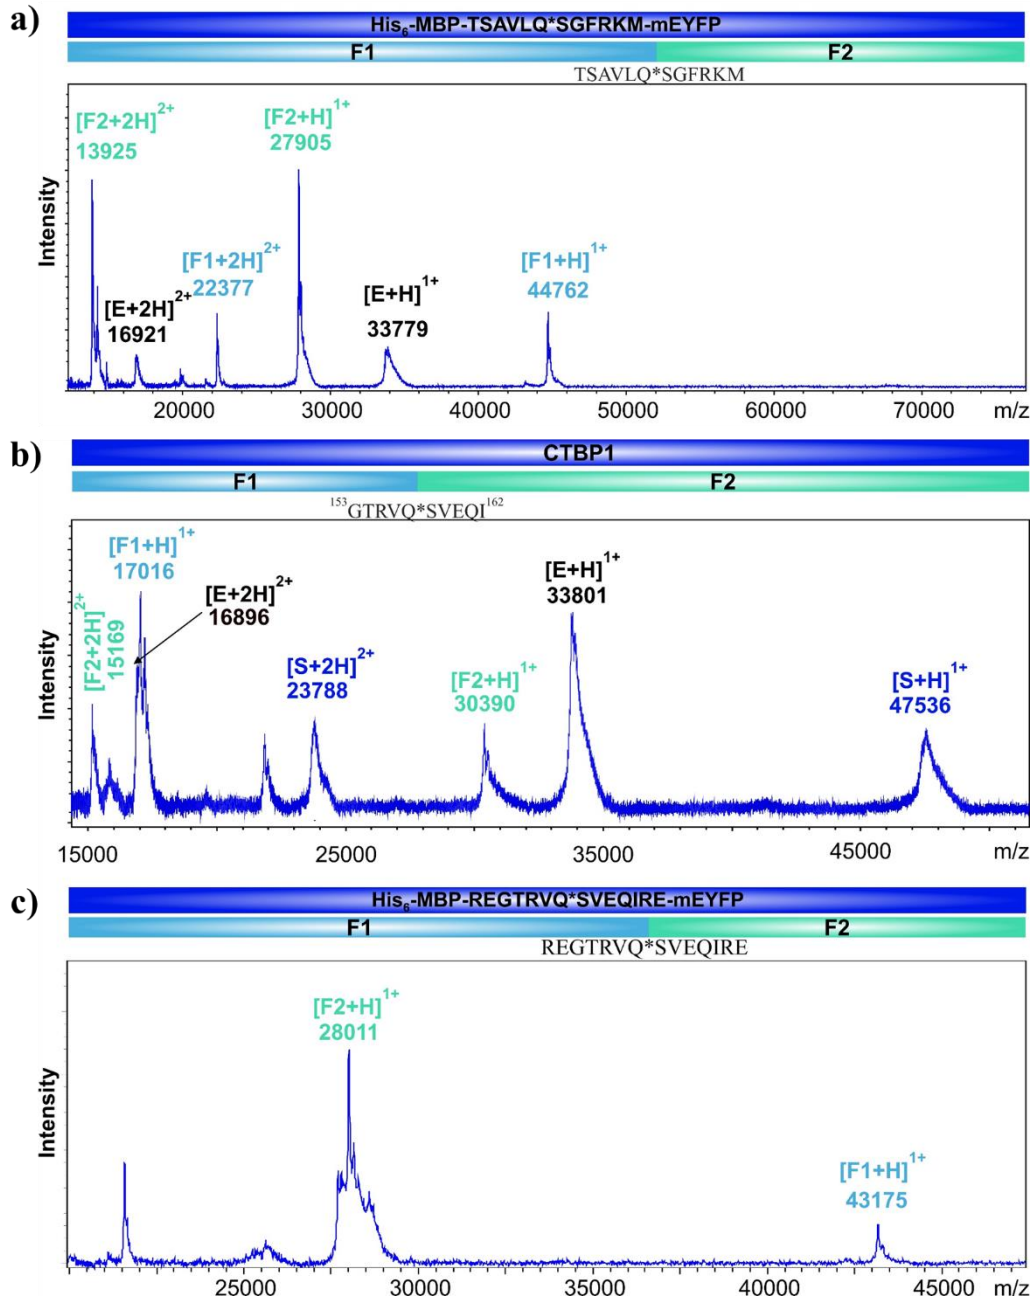 a)
His₆-MBP-TSAVLQ*SGFRKM-mEYFP
F1 F2
TSAVLQ*SGFRKM
[F2+2H]²⁺
13925
[F2+H]¹⁺
27905
[F1+2H]²⁺
22377
[E+2H]²⁺
16921
[E+H]¹⁺
33779
[F1+H]¹⁺
44762
Intensity
20000 30000 40000 50000 60000 70000 m/z
b)
CTBP1
F1 F2
¹⁵³GTRVQ*SVEQI¹⁶²
[F1+H]¹⁺
17016
[F2+2H]²⁺
15169
[E+2H]²⁺
16896
[S+2H]²⁺
23788
[F2+H]¹⁺
30390
[E+H]¹⁺
33801
[S+H]¹⁺
47536
Intensity
15000 25000 35000 45000 m/z
c)
His₆-MBP-REGTRVQ*SVEQIRE-mEYFP
F1 F2
REGTRVQ*SVEQIRE
[F2+H]¹⁺
28011
[F1+H]¹⁺
43175
Intensity
25000 30000 35000 40000 45000 m/z